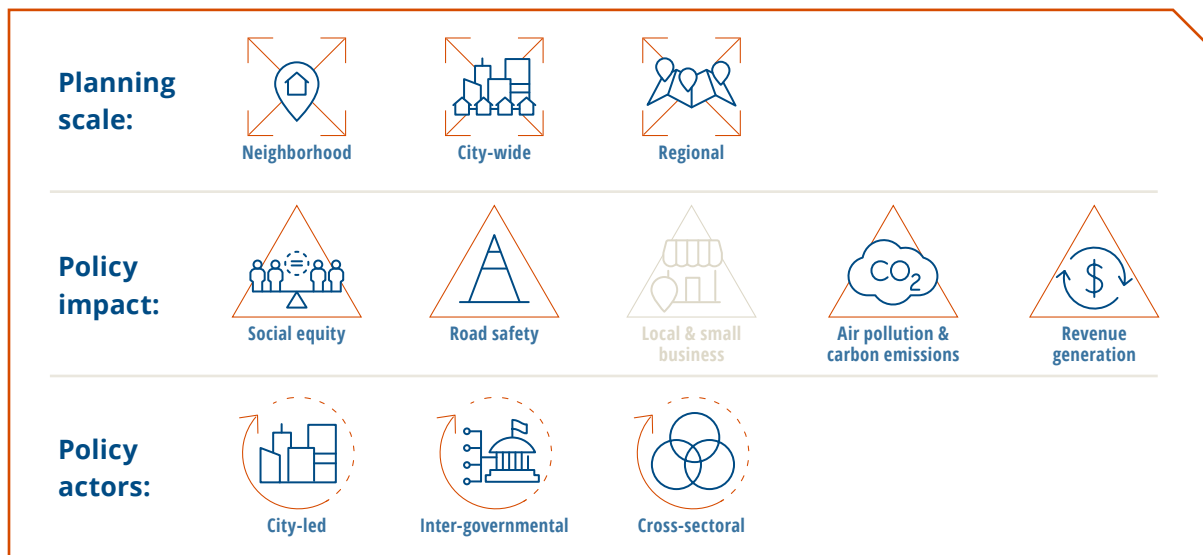 Planning
scale:
Neighborhood
City-wide
Regional
Policy
impact:
=
Social equity
Road safety
Local & small
business
CO2
Air pollution &
carbon emissions
$
Revenue
generation
Policy
actors:
City-led
Inter-governmental
Cross-sectoral